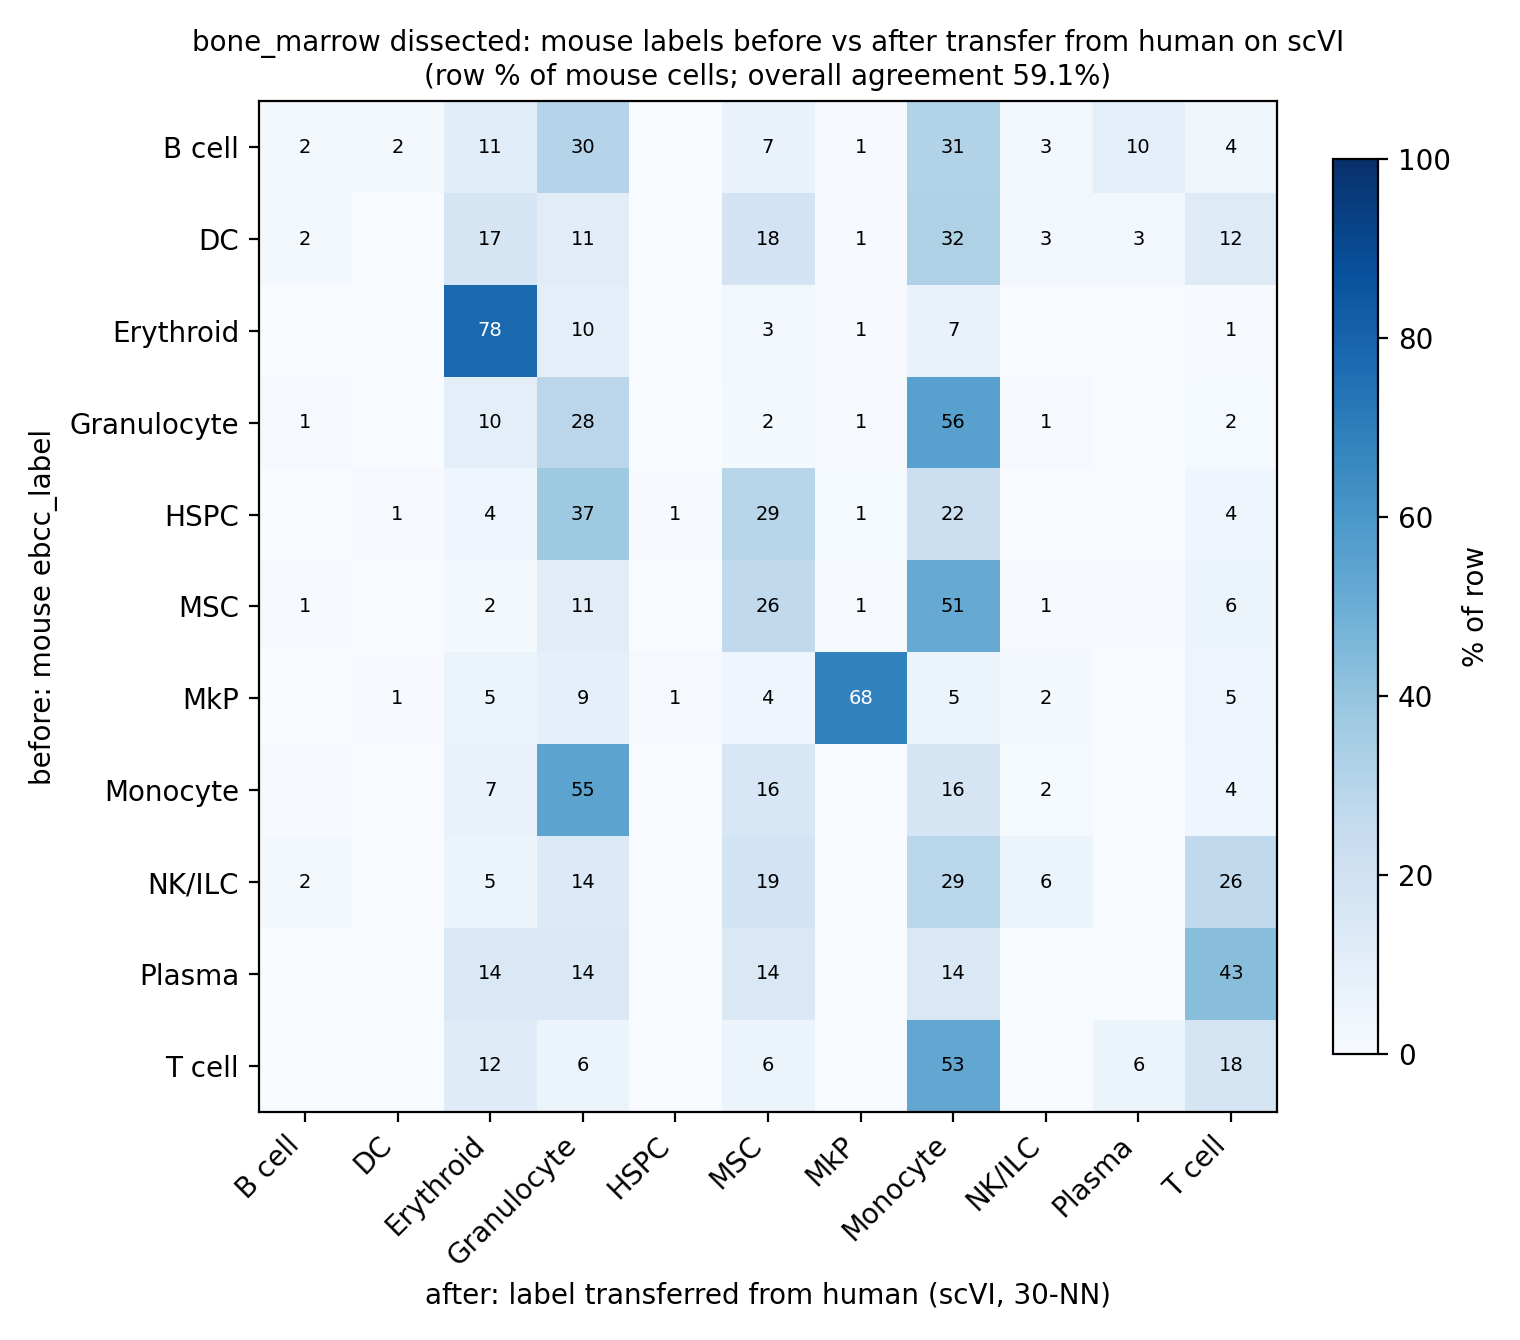 bone_marrow dissected: mouse labels before vs after transfer from human on scVI
(row % of mouse cells; overall agreement 59.1%)
before: mouse ebcc_label
B cell 2 2 11 30 7 1 31 3 10 4
DC 2 17 11 18 1 32 3 3 12
Erythroid 78 10 3 1 7 1
Granulocyte 1 10 28 2 1 56 1 2
HSPC 1 4 37 1 29 1 22 4
MSC 1 2 11 26 1 51 1 6
MkP 1 5 9 1 4 68 5 2 5
Monocyte 7 55 16 16 2 4
NK/ILC 2 5 14 19 29 6 26
Plasma 14 14 14 14 43
T cell 12 6 6 53 6 18
B cell DC Erythroid Granulocyte HSPC MSC MkP Monocyte NK/ILC Plasma T cell
after: label transferred from human (scVI, 30-NN)
100
80
60
40
20
0
% of row